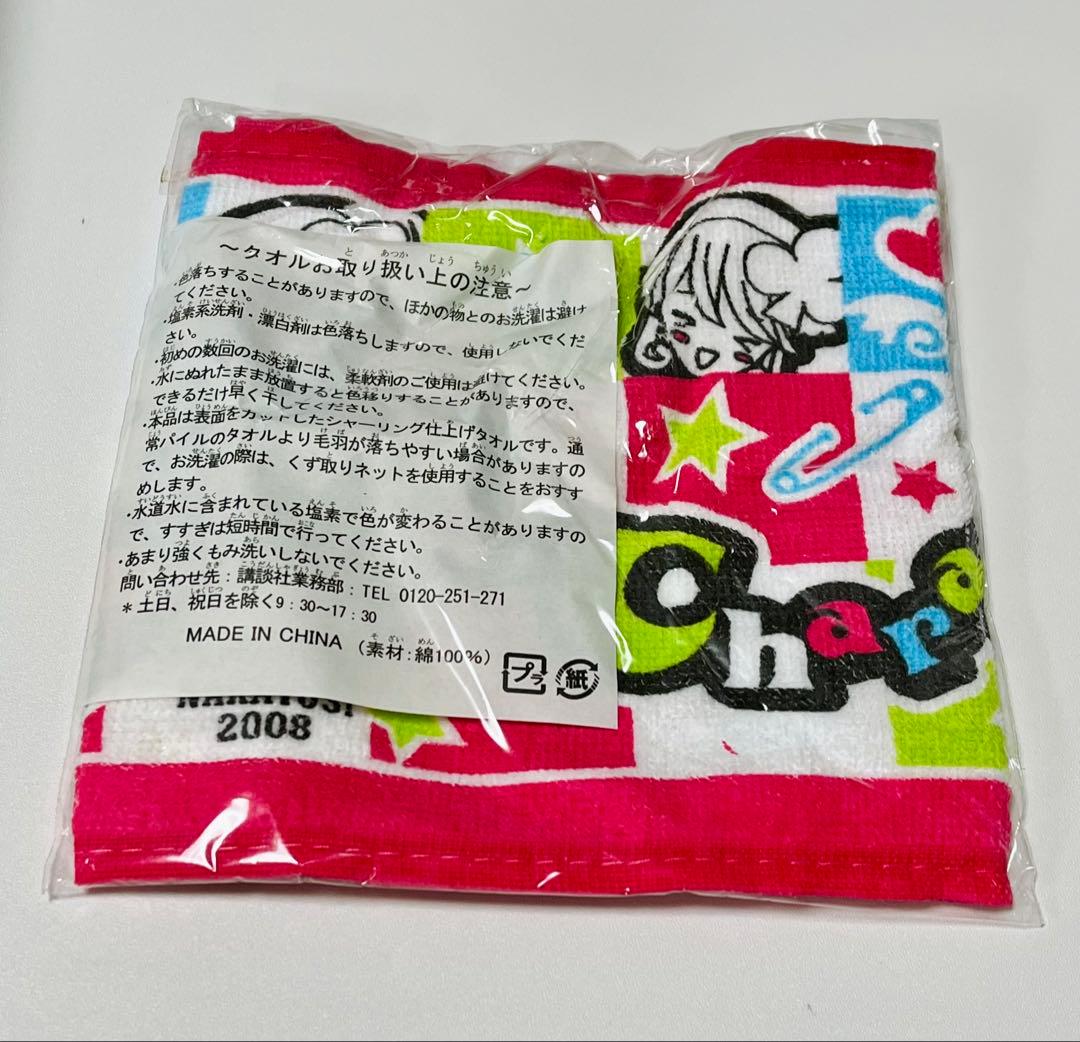 ～タオルお取り扱い上の注意～
・色落ちすることがありますので、ほかの物とのお洗濯は避け
てください。
・塩素系洗剤・漂白剤は色落ちしますので、使用しないでくだ
さい。
・初めの数回のお洗濯には、柔軟剤のご使用は避けてください。
・水にぬれたまま放置すると色移りすることがありますので、
できるだけ早く干してください。
・本品は表面をカットしたシャーリング仕上げタオルです。通
常パイルのタオルより毛羽が落ちやすい場合がありますの
で、お洗濯の際は、くず取りネットを使用することをおすす
めします。
・水道水に含まれている塩素で色が変わることがありますの
で、すすぎは短時間で行ってください。
・あまり強くもみ洗いしないでください。
問い合わせ先：講談社業務部：TEL 0120-251-271
＊土日、祝日を除く9：30～17：30
MADE IN CHINA （素材：綿100％）
プラ 紙
NAKAYOSI
2008
Chara